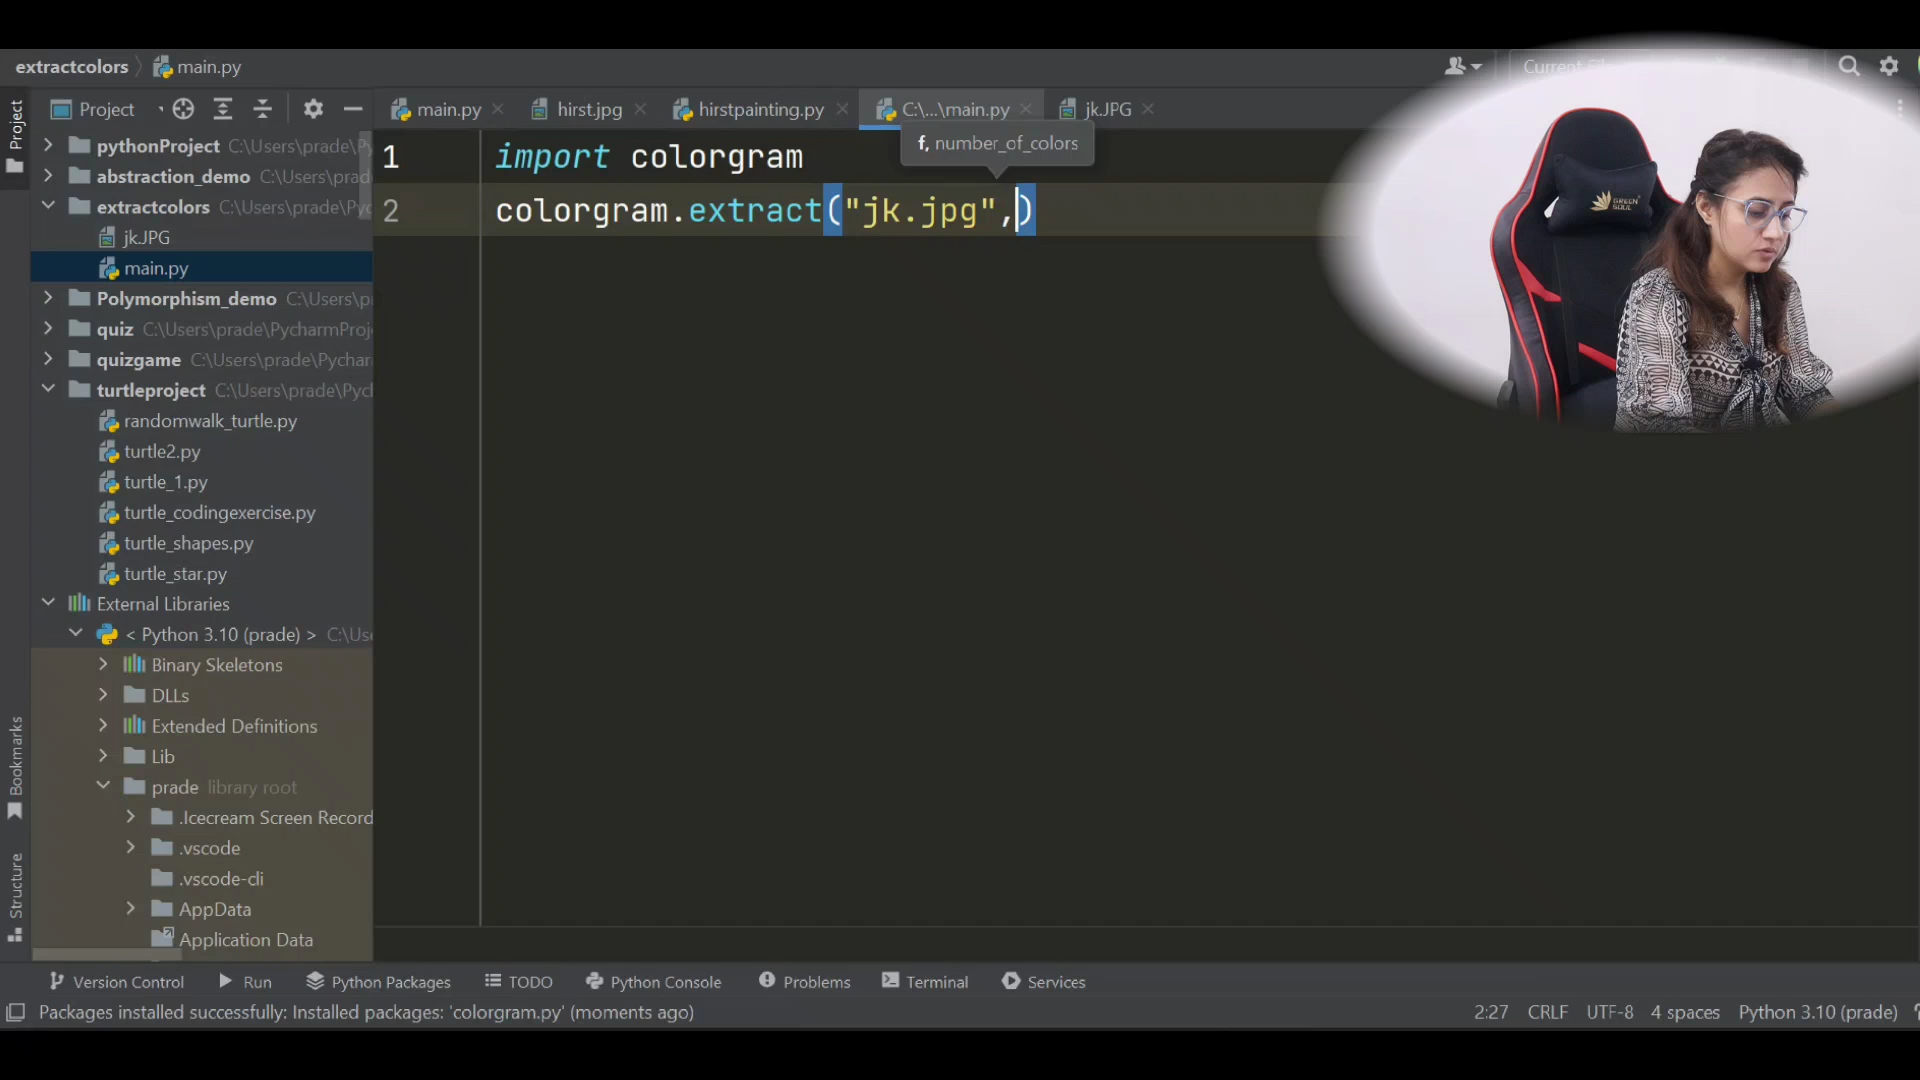 extractcolors
main.py
Current
Project
main.py
hirst.jpg
hirstpainting.py
C:\...\main.py
jk.JPG
Project
f, number_of_colors
pythonProject C:\Users\prade\P
abstraction_demo C:\Users\prad
extractcolors C:\Users\prade\Py
jk.JPG
main.py
Polymorphism_demo C:\Users\p
quiz C:\Users\prade\PycharmProj
quizgame C:\Users\prade\Pychar
turtleproject C:\Users\prade\Pyc
randomwalk_turtle.py
turtle2.py
turtle_1.py
turtle_codingexercise.py
turtle_shapes.py
turtle_star.py
External Libraries
< Python 3.10 (prade) > C:\Use
Binary Skeletons
DLLs
Extended Definitions
Lib
prade library root
.Icecream Screen Record
.vscode
.vscode-cli
AppData
Application Data
1 import colorgram
2 colorgram.extract("jk.jpg",)
GREEN
SOUL
Bookmarks
Structure
Version Control
Run
Python Packages
TODO
Python Console
Problems
Terminal
Services
Packages installed successfully: Installed packages: 'colorgram.py' (moments ago)
2:27 CRLF UTF-8 4 spaces Python 3.10 (prade)